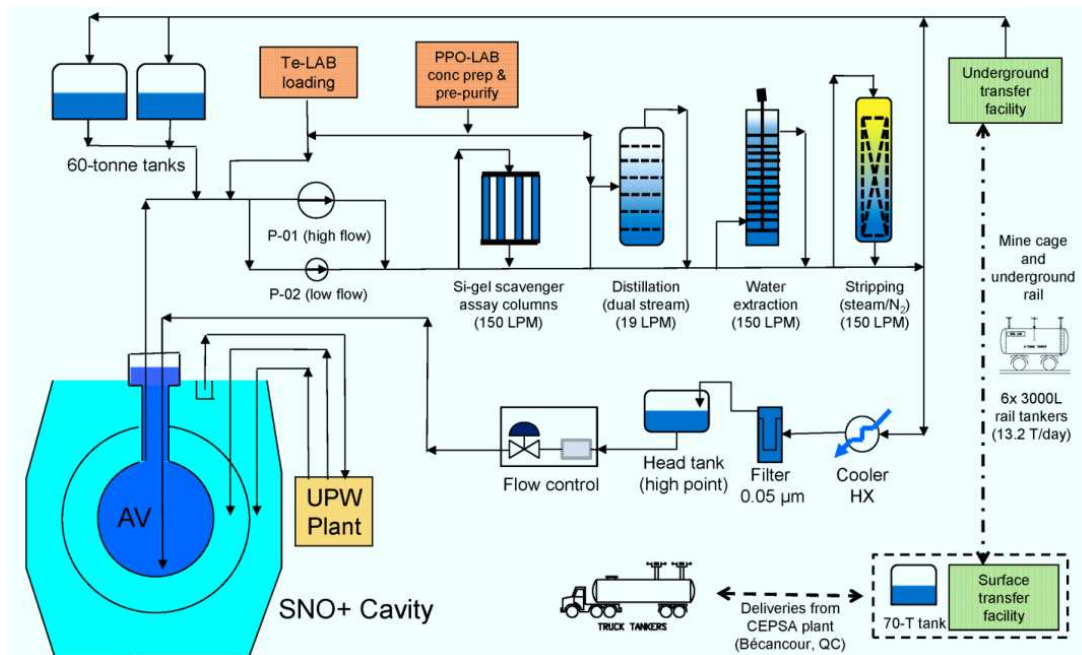 Te-LAB
loading
PPO-LAB
conc prep &
pre-purify
Underground
transfer
facility
60-tonne tanks
P-01 (high flow)
P-02 (low flow)
Si-gel scavenger
assay columns
(150 LPM)
Distillation
(dual stream)
(19 LPM)
Water
extraction
(150 LPM)
Stripping
(steam/N₂)
(150 LPM)
Mine cage
and
underground
rail
6x 3000L
rail tankers
(13.2 T/day)
AV
UPW
Plant
SNO+ Cavity
Flow control
Head tank
(high point)
Filter
0.05 µm
Cooler
HX
TRUCK TANKERS
Deliveries from
CEPSA plant
(Bécancour, QC)
70-T tank
Surface
transfer
facility